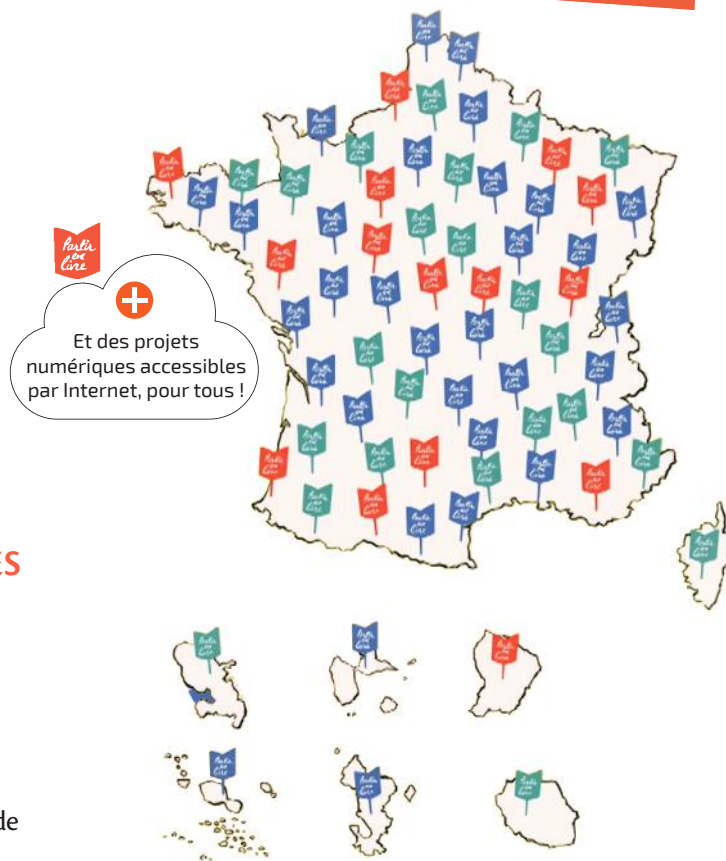 Partir
en
Livre
Et des projets
numériques accessibles
par Internet, pour tous !
ES
de